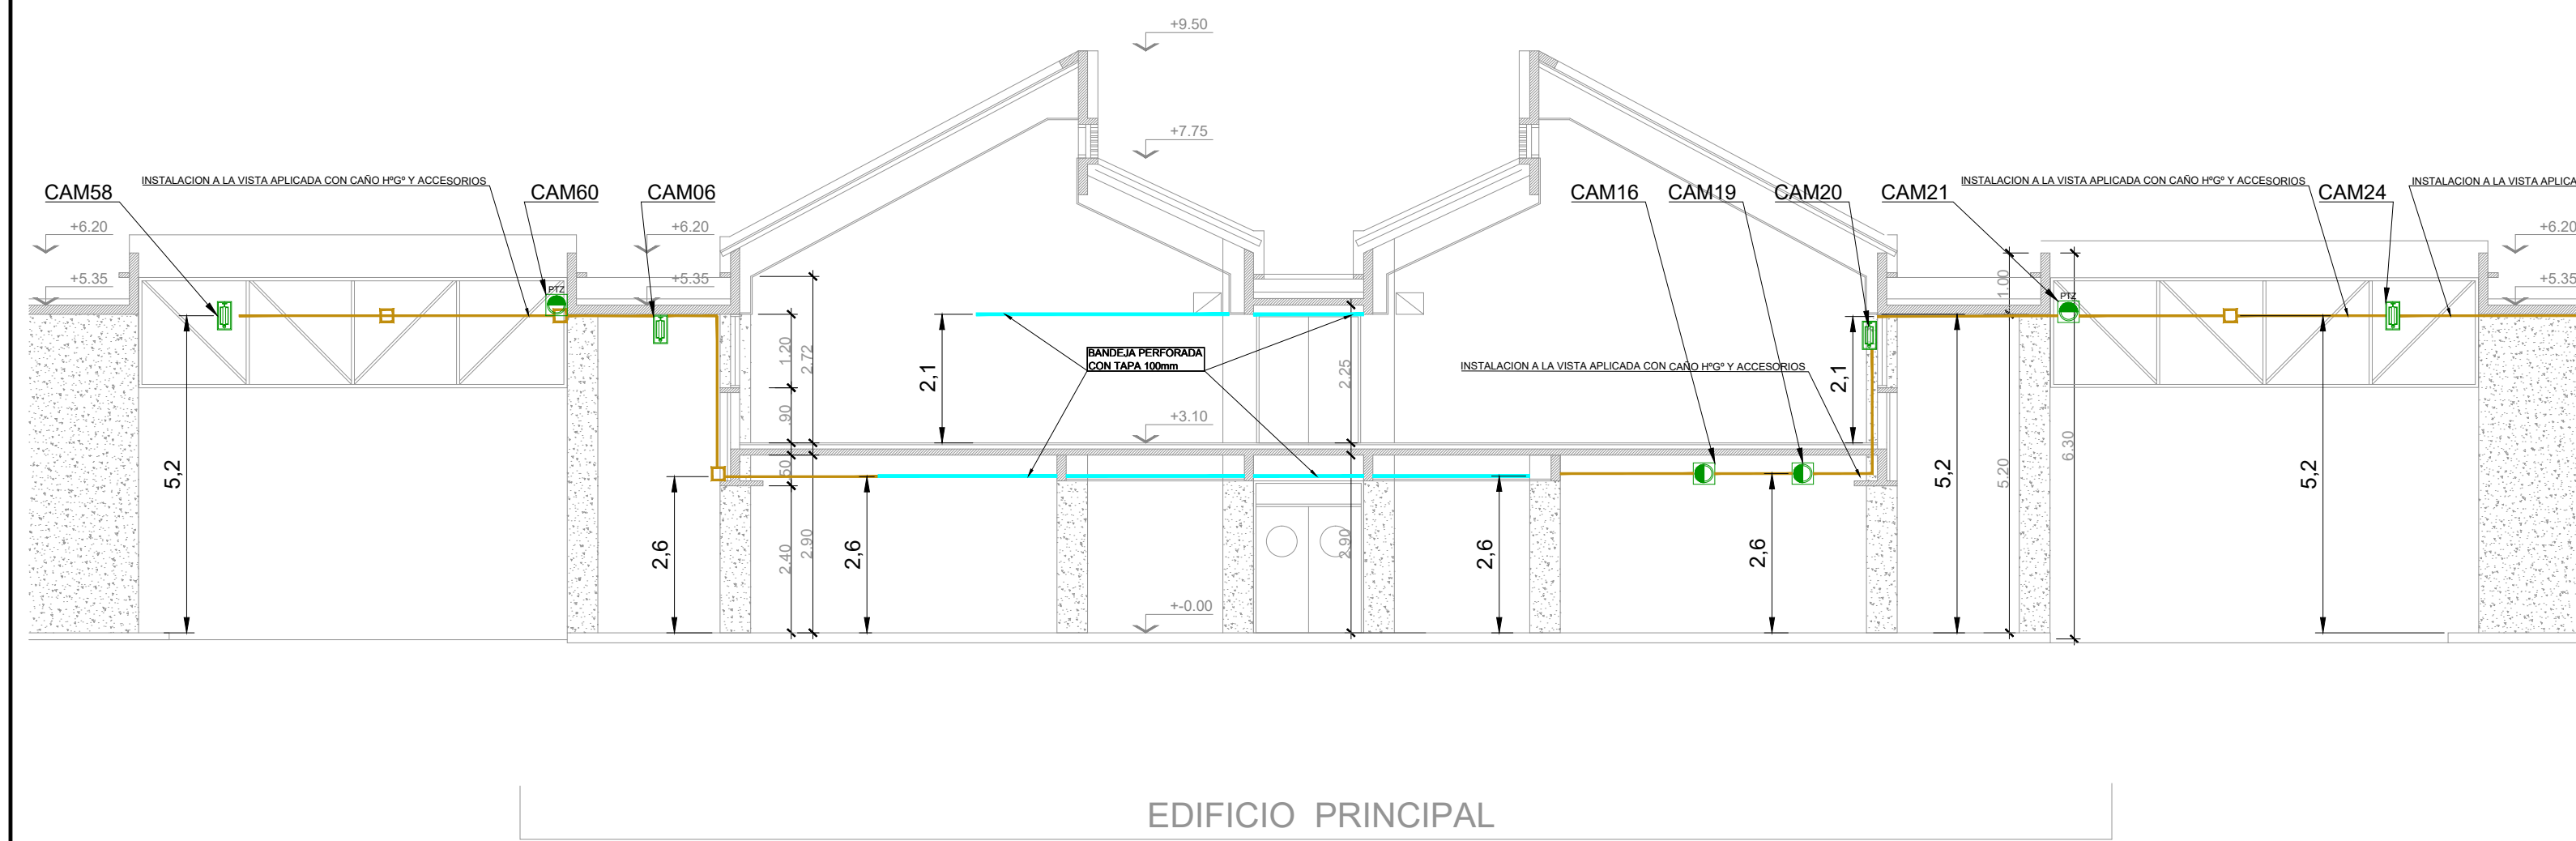 +9.50
+7.75
INSTALACION A LA VISTA APLICADA CON CAÑO HºGº Y ACCESORIOS
CAM58
CAM60
CAM06
CAM16
CAM19
CAM20
CAM21
INSTALACION A LA VISTA APLICADA CON CAÑO HºGº Y ACCESORIOS
CAM24
INSTALACION A LA VISTA APLICA
+6.20
+6.20
+6.20
+5.35
+5.35
+5.35
PTZ
PTZ
1.00
1.20
2.72
2,1
BANDEJA PERFORADA
CON TAPA 100mm
2.25
INSTALACION A LA VISTA APLICADA CON CAÑO HºGº Y ACCESORIOS
2,1
.90
+3.10
5,2
.50
5,2
5.20
6.30
5,2
2,6
2.40
2.90
2,6
2.90
2,6
2,6
+-0.00
EDIFICIO PRINCIPAL